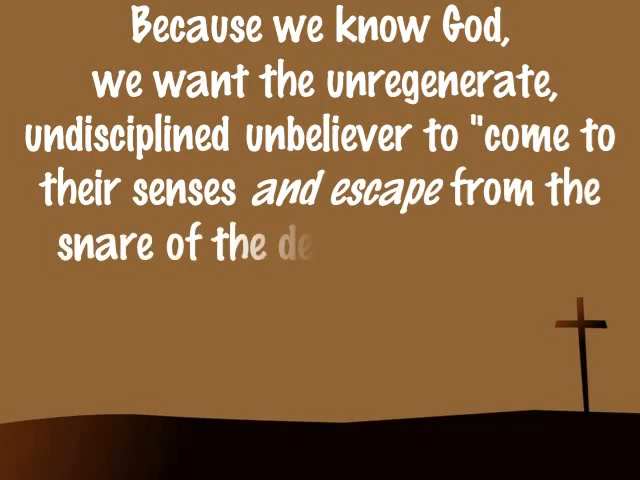 Because we know God,
we want the unregenerate,
undisciplined unbeliever to "come to
their senses and escape from the
snare of the